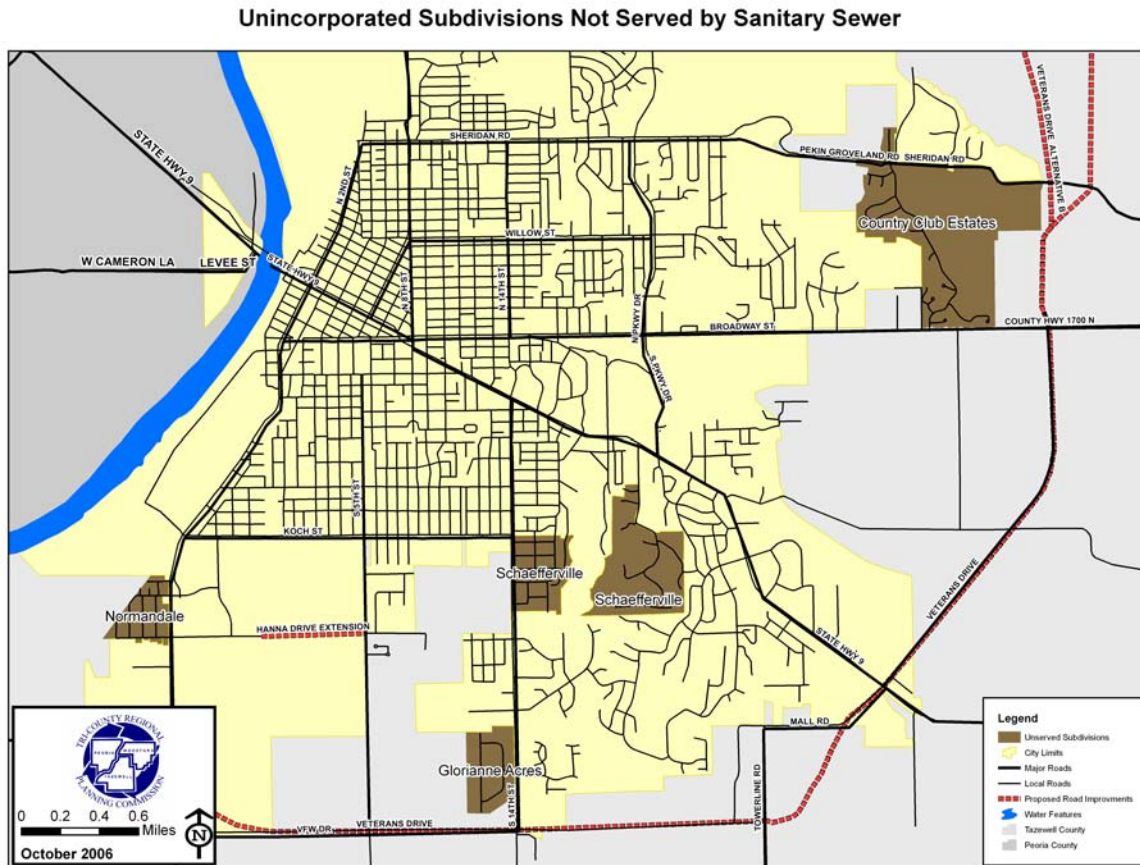 Unincorporated Subdivisions Not Served by Sanitary Sewer
STATE HWY 9
SHERIDAN RD
PEKIN GROVELAND RD SHERIDAN RD
VETERANS DRIVE ALTERNATIVE B
N 2ND ST
Country Club Estates
WILLOW ST
W CAMERON LA
LEVEE ST
STATE HWY 9
N 8TH ST
N 14TH ST
N PKWY DR
BROADWAY ST
COUNTY HWY 1700 N
S PKWY DR
S 5TH ST
KOCH ST
Schaefferville
Schaefferville
Normandale
HANNA DRIVE EXTENSION
VETERANS DRIVE
STATE HWY 9
MALL RD
Glorianne Acres
S 14TH ST
TOWERLINE RD
VFW DR
VETERANS DRIVE
TRI-COUNTY REGIONAL
PEORIA
WOODFORD
TAZEWELL
PLANNING COMMISSION
0 0.2 0.4 0.6
Miles
N
October 2006
Legend
Unserved Subdivisions
City Limits
Major Roads
Local Roads
Proposed Road Improvments
Water Features
Tazewell County
Peoria County